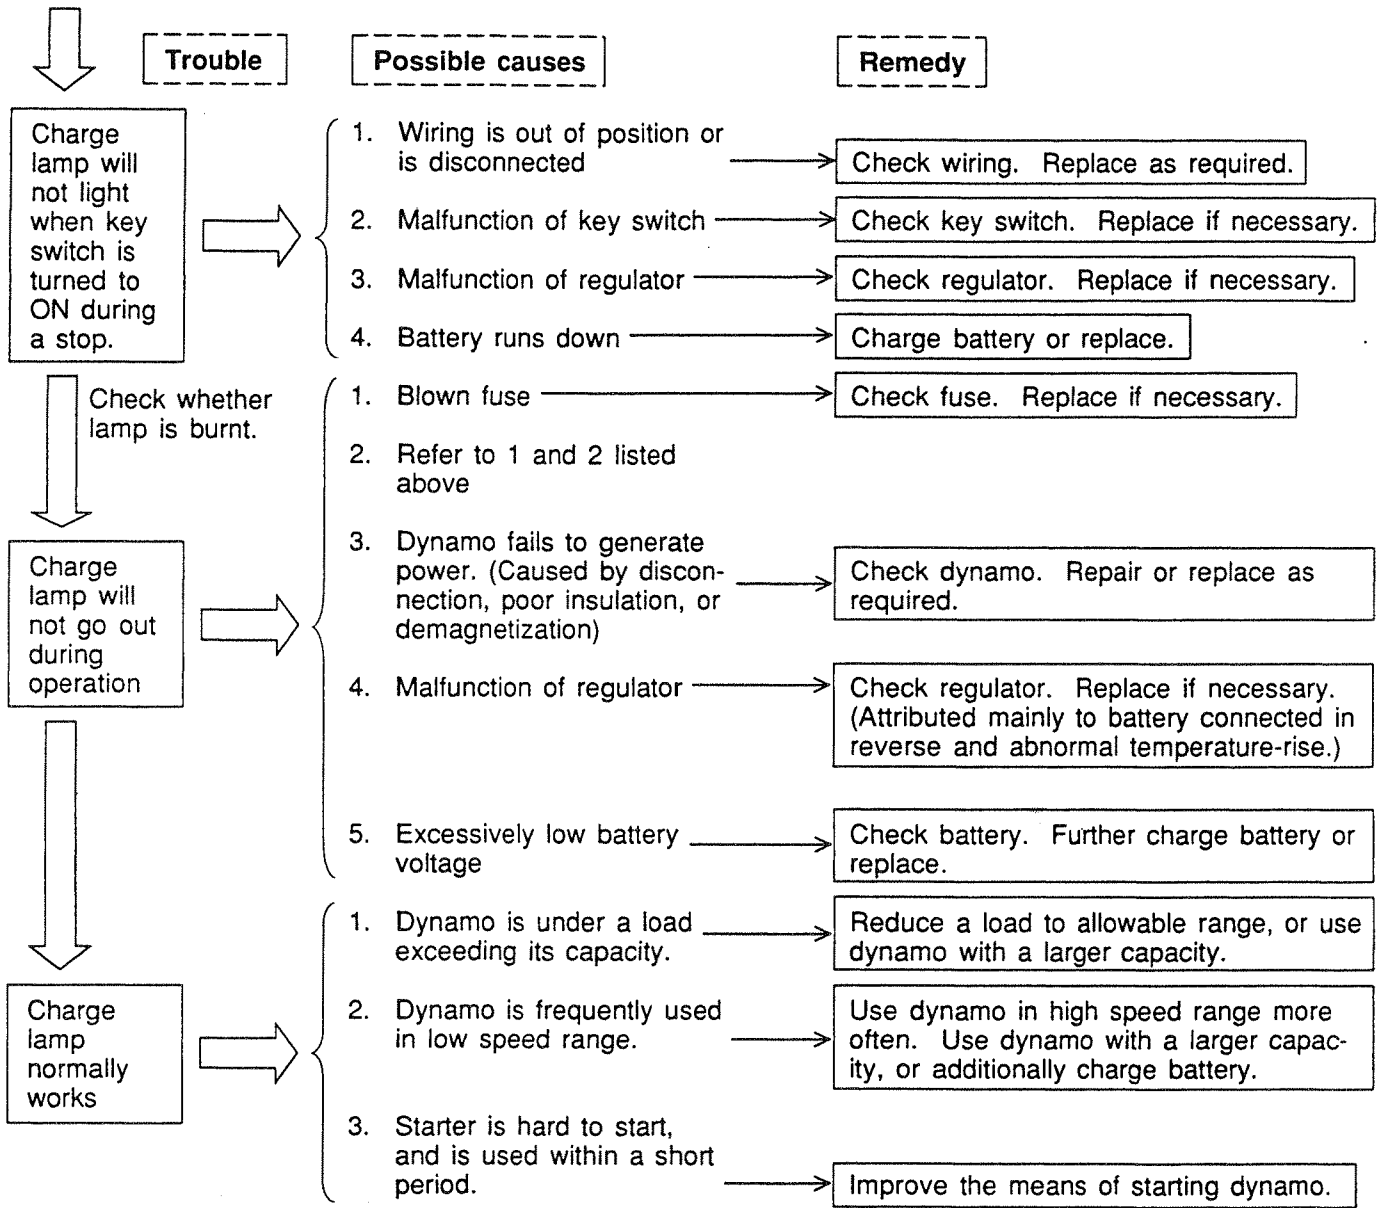 Trouble
Possible causes
Remedy
Charge
lamp will
not light
when key
switch is
turned to
ON during
a stop.
1. Wiring is out of position or
is disconnected
Check wiring. Replace as required.
2. Malfunction of key switch
Check key switch. Replace if necessary.
3. Malfunction of regulator
Check regulator. Replace if necessary.
4. Battery runs down
Charge battery or replace.
Check whether
lamp is burnt.
Charge
lamp will
not go out
during
operation
1. Blown fuse
Check fuse. Replace if necessary.
2. Refer to 1 and 2 listed
above
3. Dynamo fails to generate
power. (Caused by discon-
nection, poor insulation, or
demagnetization)
Check dynamo. Repair or replace as
required.
4. Malfunction of regulator
Check regulator. Replace if necessary.
(Attributed mainly to battery connected in
reverse and abnormal temperature-rise.)
5. Excessively low battery
voltage
Check battery. Further charge battery or
replace.
Charge
lamp
normally
works
1. Dynamo is under a load
exceeding its capacity.
Reduce a load to allowable range, or use
dynamo with a larger capacity.
2. Dynamo is frequently used
in low speed range.
Use dynamo in high speed range more
often. Use dynamo with a larger capac-
ity, or additionally charge battery.
3. Starter is hard to start,
and is used within a short
period.
Improve the means of starting dynamo.